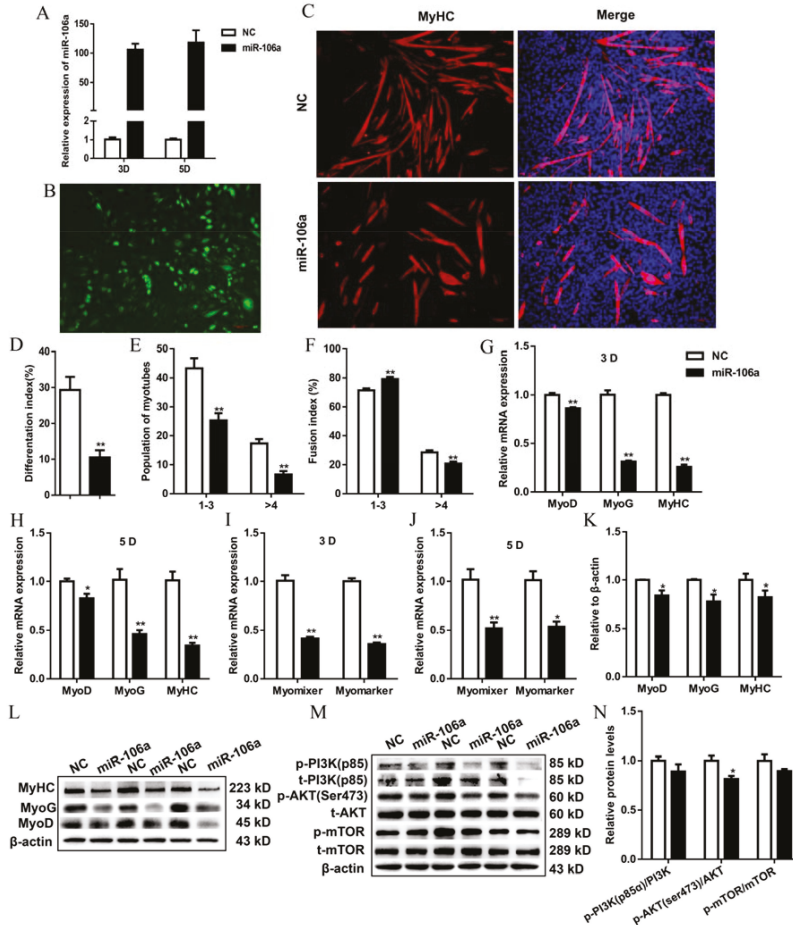 A
Relative expression of miR-106a
150
100
50
2
1
0
3D
5D
NC
miR-106a
B
C
MyHC
Merge
NC
miR-106a
D
Differentation index(%)
40
30
20
10
0
**
E
Population of myotubes
50
40
30
20
10
0
**
**
1-3
>4
F
Fusion index (%)
100
80
60
40
20
0
**
**
1-3
>4
G
3 D
NC
miR-106a
Relative mRNA expression
1.5
1.0
0.5
0.0
**
**
**
MyoD
MyoG
MyHC
H
5 D
Relative mRNA expression
1.5
1.0
0.5
0.0
*
**
**
MyoD
MyoG
MyHC
I
3 D
Relative mRNA expression
1.5
1.0
0.5
0.0
**
**
Myomixer
Myomarker
J
5 D
Relative mRNA expression
1.5
1.0
0.5
0.0
**
*
Myomixer
Myomarker
K
Relative to β-actin
1.5
1.0
0.5
0.0
*
*
*
MyoD
MyoG
MyHC
L
NC miR-106a NC miR-106a NC miR-106a
MyHC 223 kD
MyoG 34 kD
MyoD 45 kD
β-actin 43 kD
M
NC miR-106a NC miR-106a NC miR-106a
p-PI3K(p85) 85 kD
t-PI3K(p85) 85 kD
p-AKT(Ser473) 60 kD
t-AKT 60 kD
p-mTOR 289 kD
t-mTOR 289 kD
β-actin 43 kD
N
Relative protein levels
1.5
1.0
0.5
0.0
*
p-PI3K(p85α)/PI3K
p-AKT(ser473)/AKT
p-mTOR/mTOR